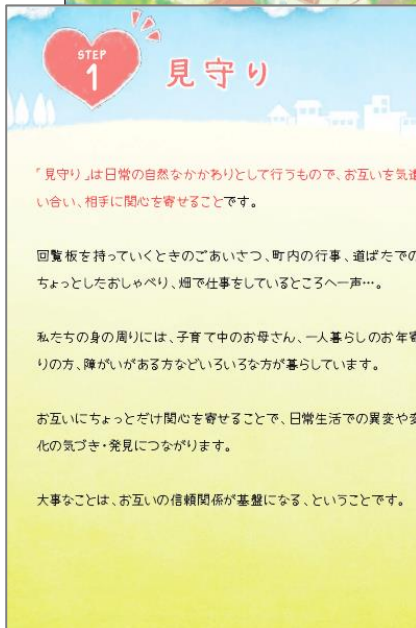 STEP
1
見守り
「見守り」は日常の自然なかかわりとして行うもので、お互いを気遣
い合い、相手に関心を寄せることです。
回覧板を持っていくときのごあいさつ、町内の行事、道ばたでの
ちょっとしたおしゃべり、畑で仕事をしているところへ一声…。
私たちの身の周りには、子育て中のお母さん、一人暮らしのお年寄
りの方、障がいがある方などいろいろな方が暮らしています。
お互いにちょっとだけ関心を寄せることで、日常生活での異変や変
化の気づき・発見につながります。
大事なことは、お互いの信頼関係が基盤になる、ということです。